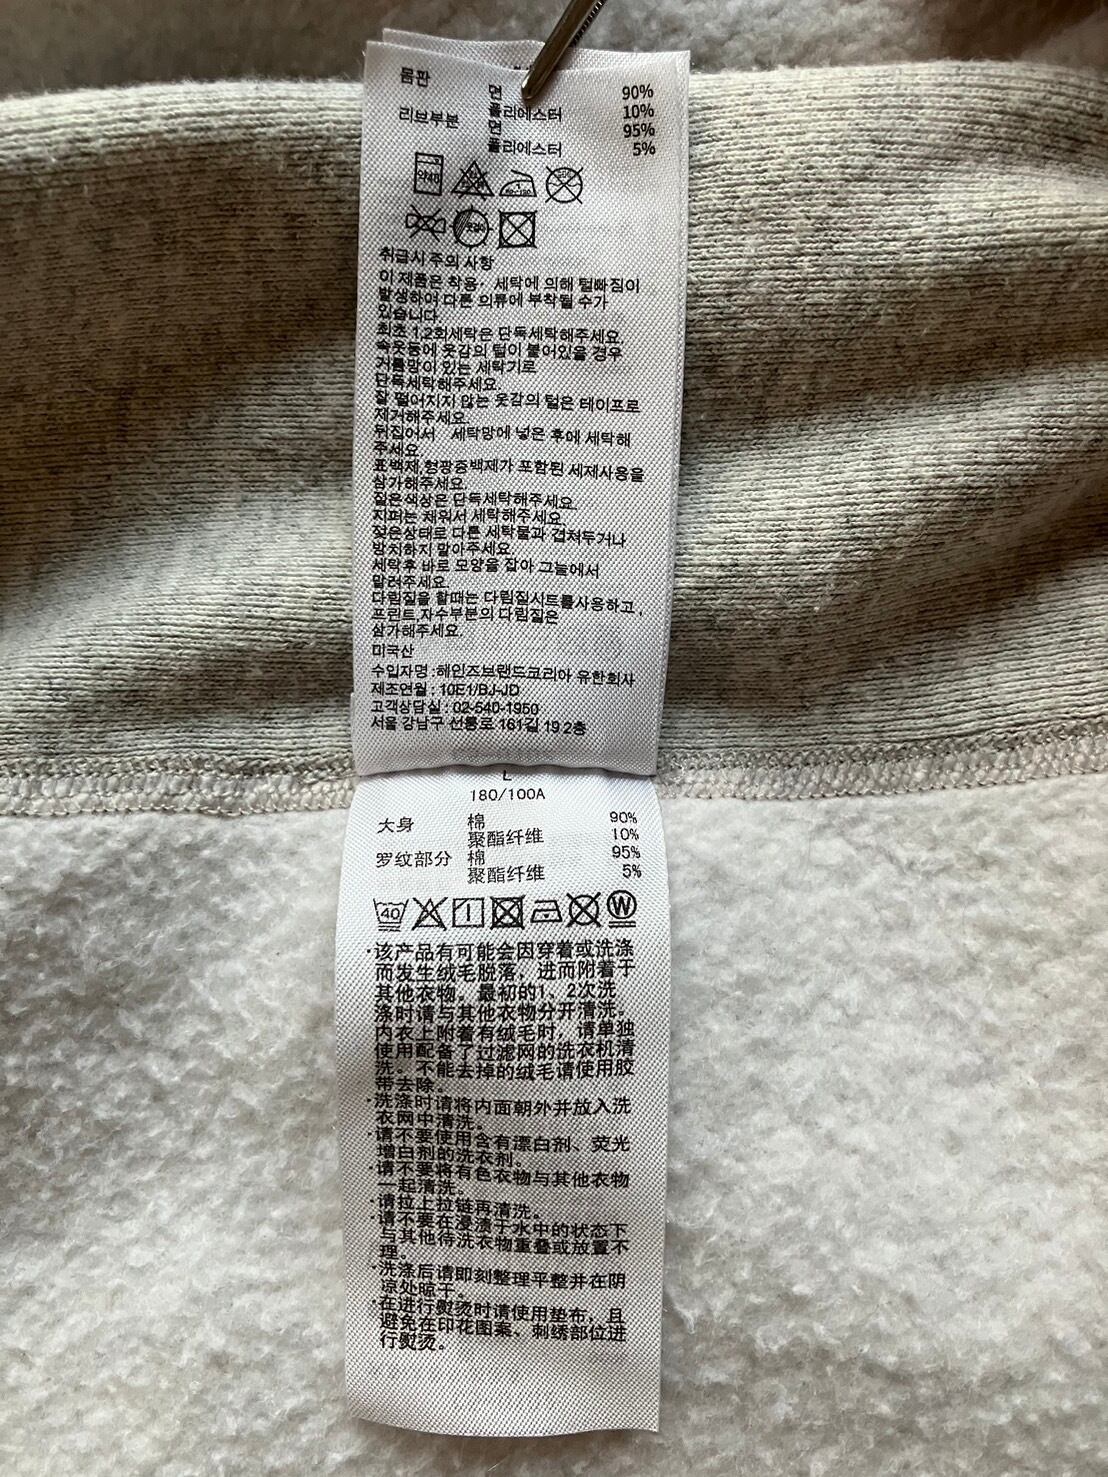 몸판 면 90%
폴리에스터 10%
리브부분 면 95%
폴리에스터 5%
약40
취급시 주의 사항
이 제품은 착용· 세탁에 의해 털빠짐이
발생하여 다른 의류에 부착될 수가
있습니다.
최초 1,2회세탁은 단독세탁해주세요.
속옷등에 옷감의 털이 붙어있을 경우
거름망이 있는 세탁기로
단독세탁해주세요.
잘 떨어지지 않는 옷감의 털은 테이프로
제거해주세요.
뒤집어서 세탁망에 넣은 후에 세탁해
주세요.
표백제,형광증백제가 포함된 세제사용을
삼가해주세요.
짙은색상은 단독세탁해주세요.
지퍼는 채워서 세탁해주세요.
젖은상태로 다른 세탁물과 겹쳐두거나
방치하지 말아주세요.
세탁후 바로 모양을 잡아 그늘에서
말려주세요.
다림질을 할때는 다림질시트를사용하고,
프린트,자수부분의 다림질은
삼가해주세요.
미국산
수입자명 :헤인즈브랜드코리아 유한회사
제조연월 : 10E1/BJ-JD
고객상담실 : 02-540-1950
서울 강남구 선릉로 161길 19 2층
L
180/100A
大身 棉 90%
聚酯纤维 10%
罗纹部分 棉 95%
聚酯纤维 5%
40 W
·该产品有可能会因穿着或洗涤
而发生绒毛脱落，进而附着于
其他衣物。最初的1、2次洗
涤时请与其他衣物分开清洗。
内衣上附着有绒毛时，请单独
使用配备了过滤网的洗衣机清
洗。不能去掉的绒毛请使用胶
带去除。
·洗涤时请将内面朝外并放入洗
衣网中清洗。
·请不要使用含有漂白剂、荧光
增白剂的洗衣剂。
·请不要将有色衣物与其他衣物
一起清洗。
·请拉上拉链再清洗。
·请不要在浸渍于水中的状态下
与其他待洗衣物重叠或放置不
理。
·洗涤后请即刻整理平整并在阴
凉处晾干。
·在进行熨烫时请使用垫布，且
避免在印花图案、刺绣部位进
行熨烫。